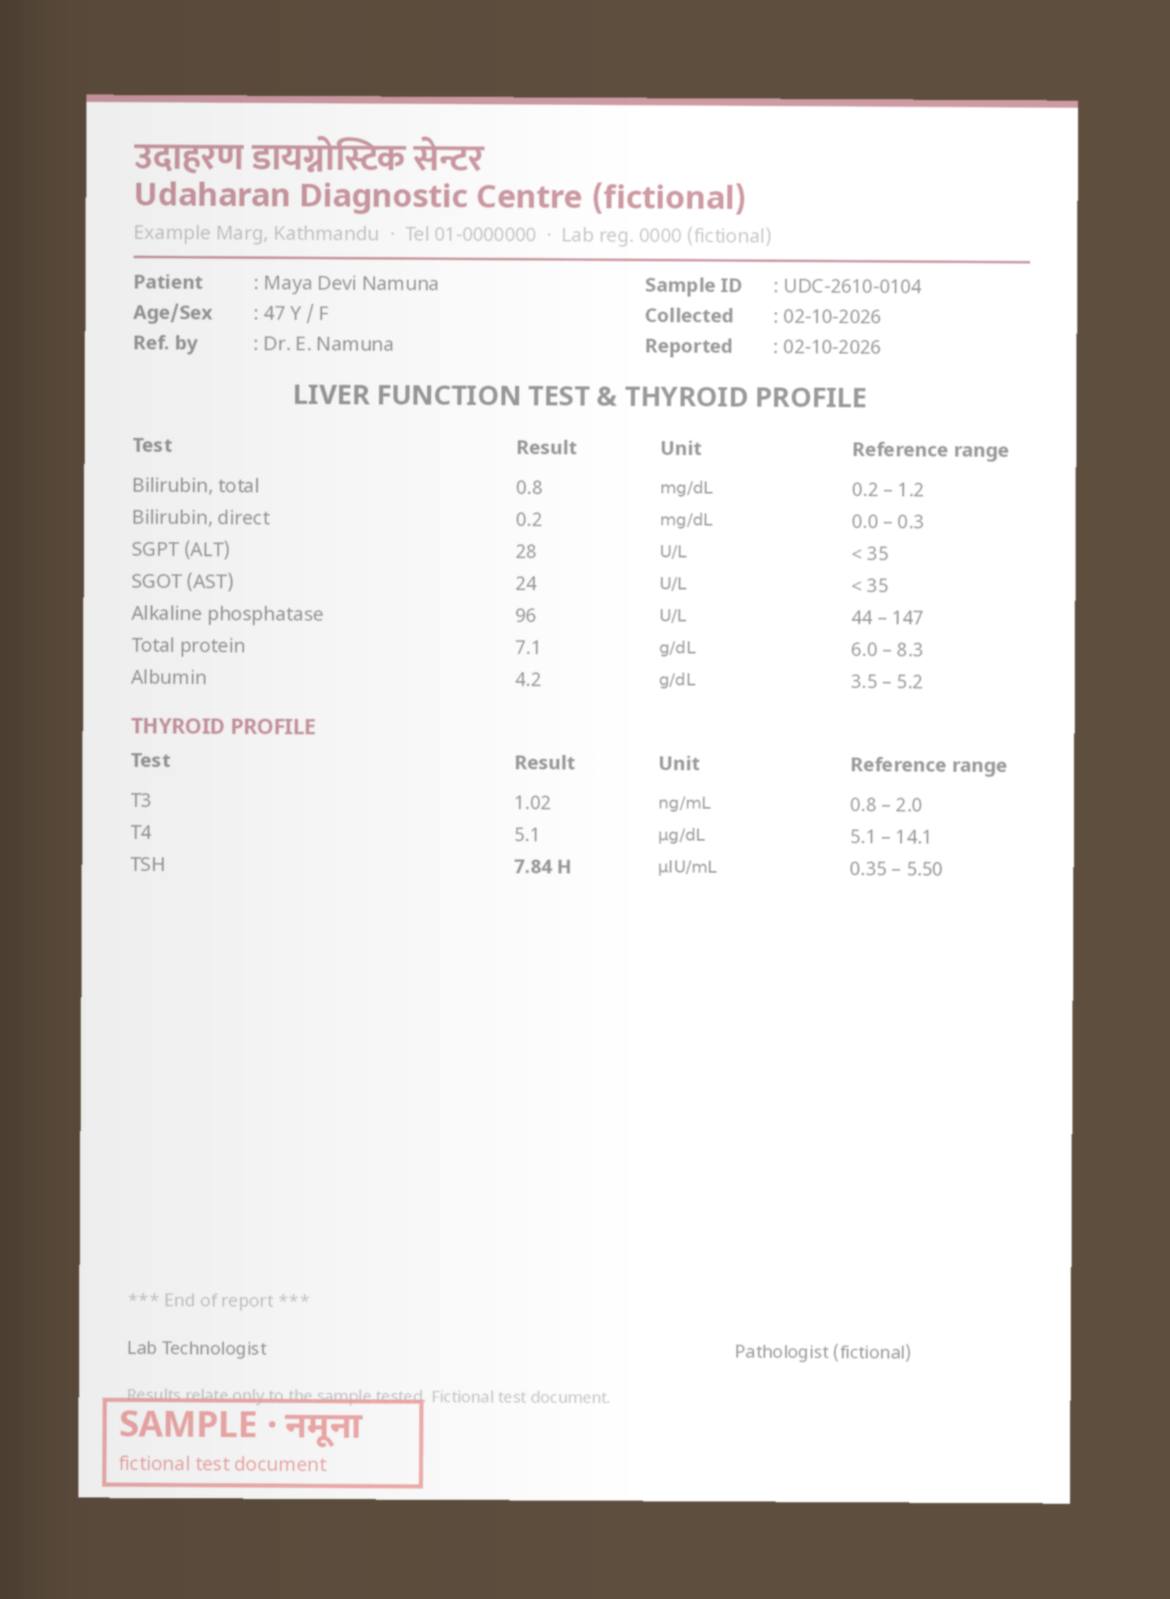 उदाहरण डायग्नोस्टिक सेन्टर
Udaharan Diagnostic Centre (fictional)
Example Marg, Kathmandu · Tel 01-0000000 · Lab reg. 0000 (fictional)
Patient : Maya Devi Namuna Sample ID : UDC-2610-0104
Age/Sex : 47 Y / F Collected : 02-10-2026
Ref. by : Dr. E. Namuna Reported : 02-10-2026
LIVER FUNCTION TEST & THYROID PROFILE
Test Result Unit Reference range
Bilirubin, total 0.8 mg/dL 0.2 – 1.2
Bilirubin, direct 0.2 mg/dL 0.0 – 0.3
SGPT (ALT) 28 U/L < 35
SGOT (AST) 24 U/L < 35
Alkaline phosphatase 96 U/L 44 – 147
Total protein 7.1 g/dL 6.0 – 8.3
Albumin 4.2 g/dL 3.5 – 5.2
THYROID PROFILE
Test Result Unit Reference range
T3 1.02 ng/mL 0.8 – 2.0
T4 5.1 µg/dL 5.1 – 14.1
TSH 7.84 H µIU/mL 0.35 – 5.50
*** End of report ***
Lab Technologist Pathologist (fictional)
Results relate only to the sample tested. Fictional test document.
SAMPLE · नमूना
fictional test document